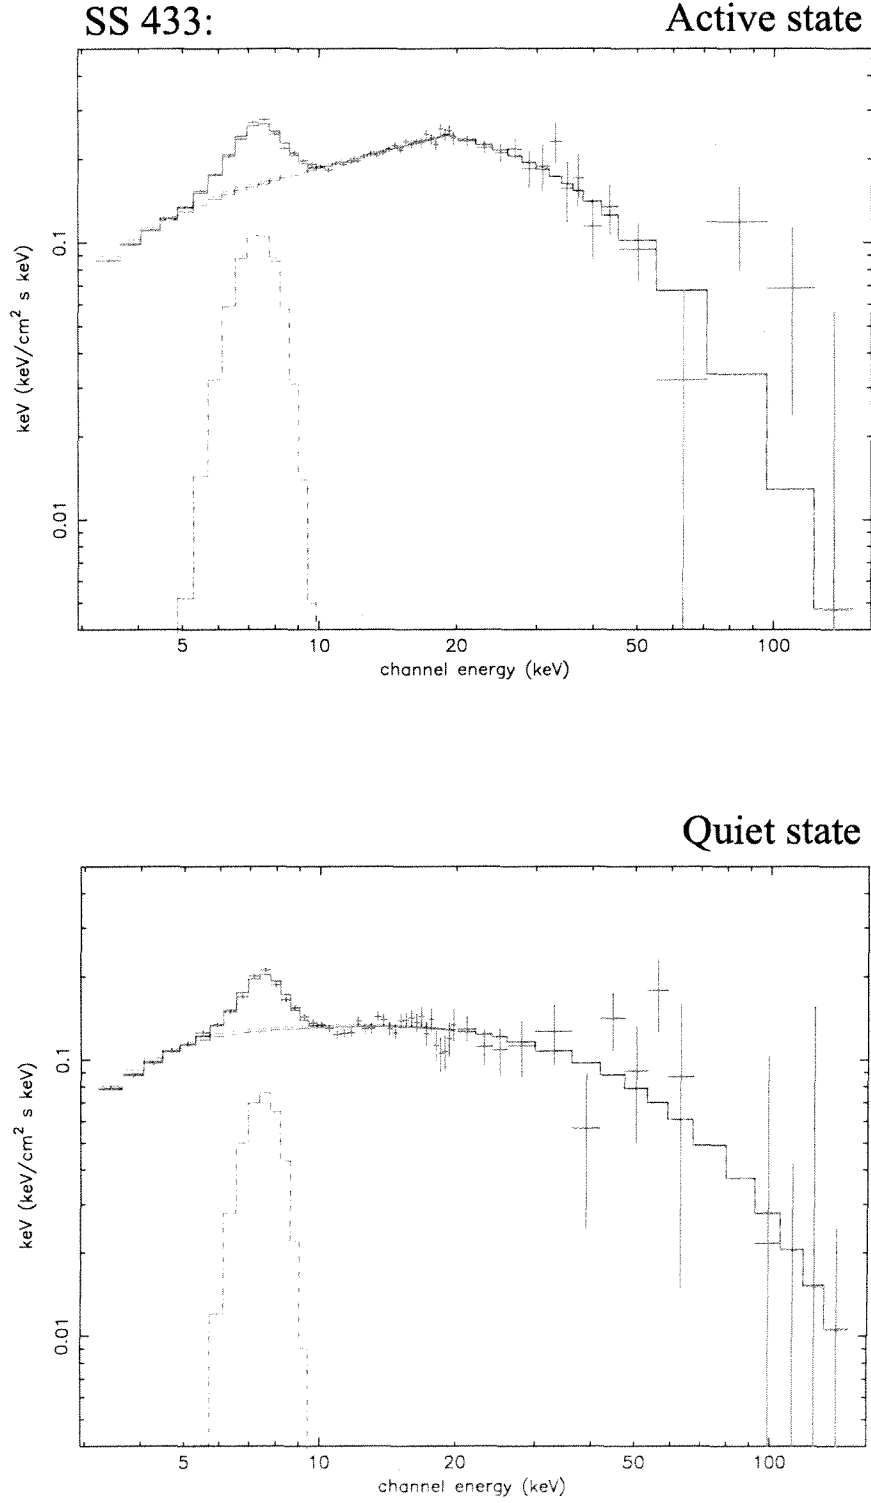 SS 433:
Active state
keV (keV/cm² s keV)
0.1
0.01
5 10 20 50 100
channel energy (keV)
Quiet state
keV (keV/cm² s keV)
0.1
0.01
5 10 20 50 100
channel energy (keV)